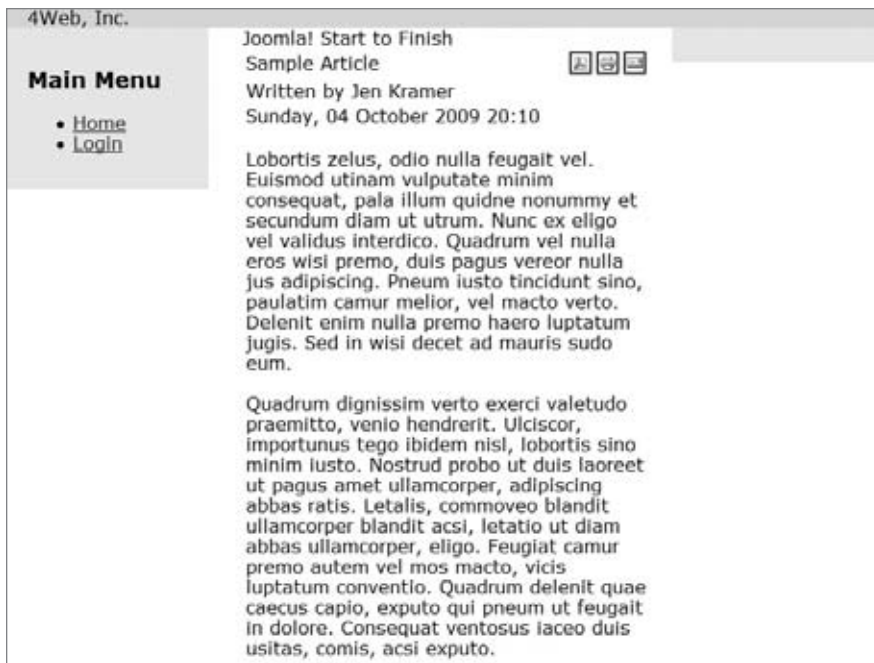 4Web, Inc.
Main Menu
• Home
• Login
Joomla! Start to Finish
Sample Article
Written by Jen Kramer
Sunday, 04 October 2009 20:10
Lobortis zelus, odio nulla feugait vel.
Euismod utinam vulputate minim
consequat, pala illum quidne nonummy et
secundum diam ut utrum. Nunc ex eligo
vel validus interdico. Quadrum vel nulla
eros wisi premo, duis pagus vereor nulla
jus adipiscing. Pneum iusto tincidunt sino,
paulatim camur melior, vel macto verto.
Delenit enim nulla premo haero luptatum
jugis. Sed in wisi decet ad mauris sudo
eum.
Quadrum dignissim verto exerci valetudo
praemitto, venio hendrerit. Ulciscor,
importunus tego ibidem nisl, lobortis sino
minim iusto. Nostrud probo ut duis laoreet
ut pagus amet ullamcorper, adipiscing
abbas ratis. Letalis, commoveo blandit
ullamcorper blandit acsi, letatio ut diam
abbas ullamcorper, eligo. Feugiat camur
premo autem vel mos macto, vicis
luptatum conventio. Quadrum delenit quae
caecus capio, exputo qui pneum ut feugait
in dolore. Consequat ventosus iaceo duis
usitas, comis, acsi exputo.